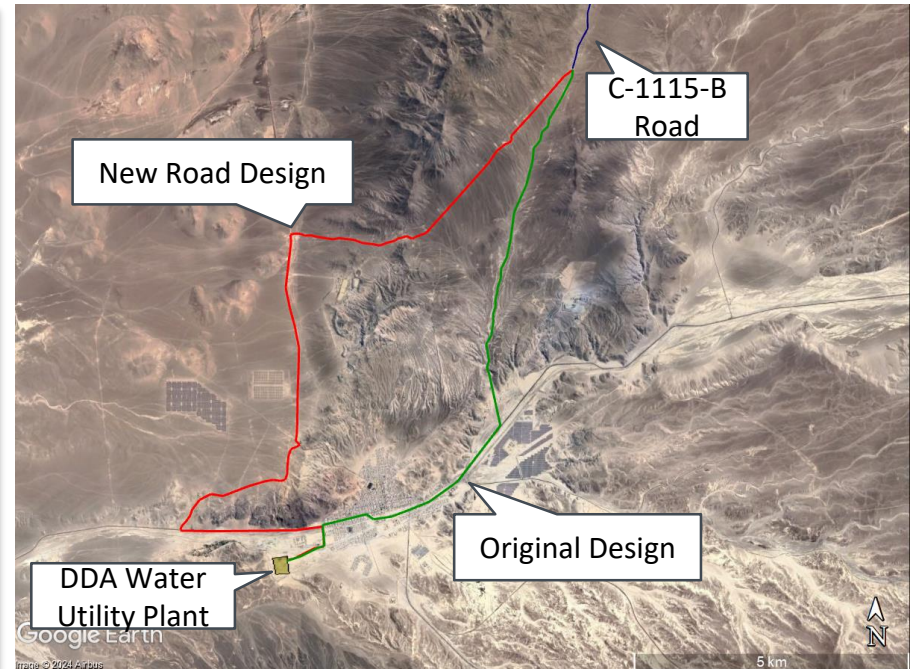 C-1115-B
Road
New Road Design
Original Design
DDA Water
Utility Plant
Google Earth
Image © 2024 Airbus
5 km
N